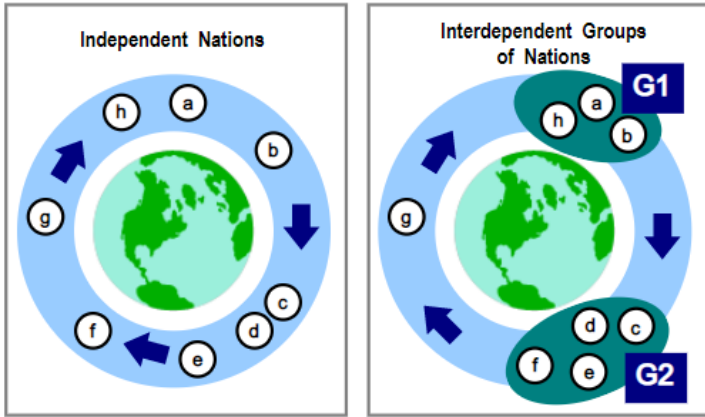 Independent Nations
h
a
b
g
c
d
f
e
Interdependent Groups
of Nations
G1
a
h
b
g
d
c
f
e
G2